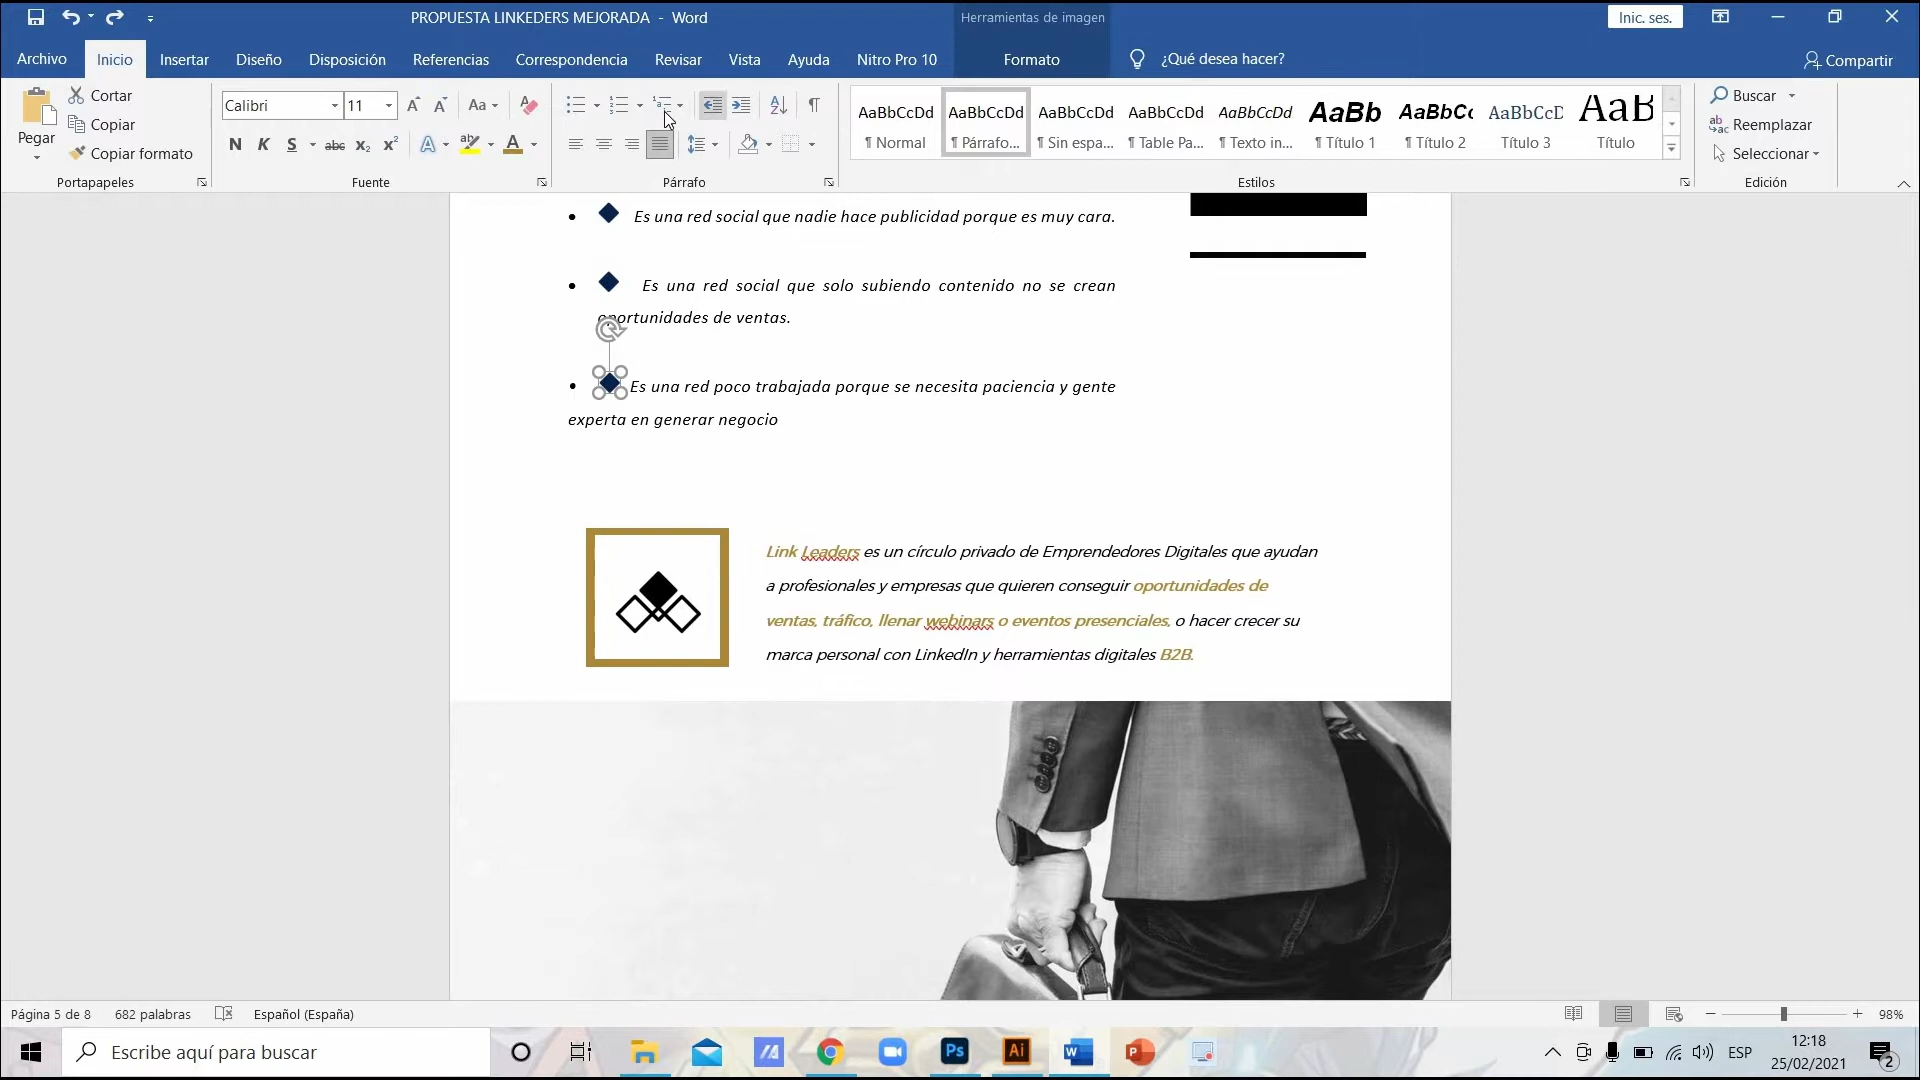 PROPUESTA LINKEDERS MEJORADA - Word
Herramientas de imagen
Inic. ses.
Archivo Inicio Insertar Diseño Disposición Referencias Correspondencia Revisar Vista Ayuda Nitro Pro 10 Formato ¿Qué desea hacer? Compartir
Pegar
Cortar
Copiar
Copiar formato
Portapapeles
Calibri 11
Aa
N K S abc x₂ x² A aby A
Fuente
Párrafo
AaBbCcDd AaBbCcDd AaBbCcDd AaBbCcDd AaBbCcDd AaBb AaBbCc AaBbCcD AaB
¶ Normal ¶ Párrafo... ¶ Sin espa... ¶ Table Pa... ¶ Texto in... ¶ Título 1 ¶ Título 2 Título 3 Título
Estilos
Buscar
Reemplazar
Seleccionar
Edición
• Es una red social que nadie hace publicidad porque es muy cara.
• Es una red social que solo subiendo contenido no se crean
oportunidades de ventas.
• Es una red poco trabajada porque se necesita paciencia y gente
experta en generar negocio
Link Leaders es un círculo privado de Emprendedores Digitales que ayudan
a profesionales y empresas que quieren conseguir oportunidades de
ventas, tráfico, llenar webinars o eventos presenciales, o hacer crecer su
marca personal con LinkedIn y herramientas digitales B2B.
Página 5 de 8 682 palabras Español (España) 98%
Escribe aquí para buscar
Ps Ai
ESP
12:18
25/02/2021
2